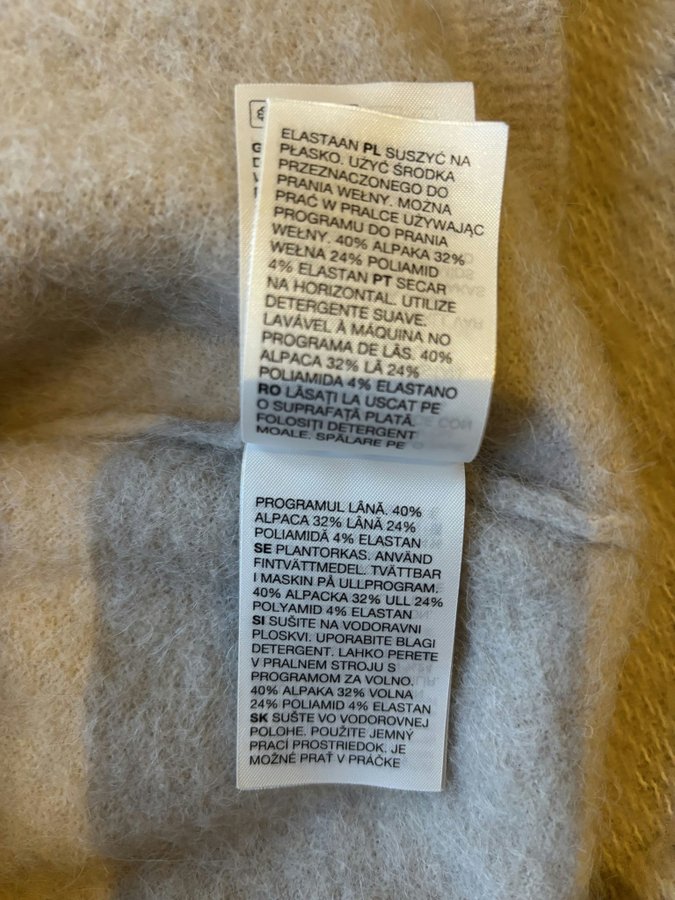 ELASTAAN PL SUSZYĆ NA
PŁASKO. UŻYĆ ŚRODKA
PRZEZNACZONEGO DO
PRANIA WEŁNY. MOŻNA
PRAĆ W PRALCE UŻYWAJĄC
PROGRAMU DO PRANIA
WEŁNY. 40% ALPAKA 32%
WEŁNA 24% POLIAMID
4% ELASTAN PT SECAR
NA HORIZONTAL. UTILIZE
DETERGENTE SUAVE.
LAVÁVEL À MÁQUINA NO
PROGRAMA DE LÃS. 40%
ALPACA 32% LÃ 24%
POLIAMIDA 4% ELASTANO
RO LĂSAȚI LA USCAT PE
O SUPRAFAȚĂ PLATĂ.
FOLOSIȚI DETERGENT
MOALE. SPĂLARE PE
PROGRAMUL LÂNĂ. 40%
ALPACA 32% LÂNĂ 24%
POLIAMIDĂ 4% ELASTAN
SE PLANTORKAS. ANVÄND
FINTVÄTTMEDEL. TVÄTTBAR
I MASKIN PÅ ULLPROGRAM.
40% ALPACKA 32% ULL 24%
POLYAMID 4% ELASTAN
SI SUŠITE NA VODORAVNI
PLOSKVI. UPORABITE BLAGI
DETERGENT. LAHKO PERETE
V PRALNEM STROJU S
PROGRAMOM ZA VOLNO.
40% ALPAKA 32% VOLNA
24% POLIAMID 4% ELASTAN
SK SUŠTE VO VODOROVNEJ
POLOHE. POUŽITE JEMNÝ
PRACÍ PROSTRIEDOK. JE
MOŽNÉ PRAŤ V PRÁČKE